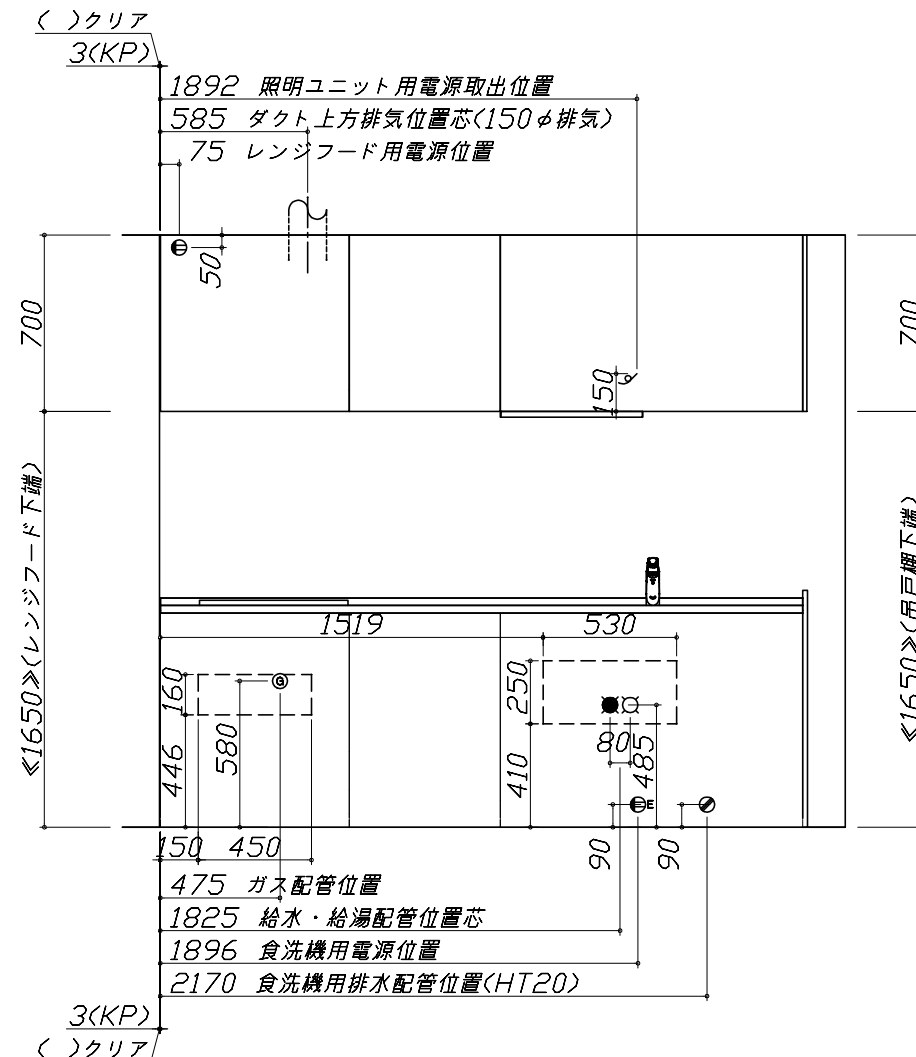 ( )クリア
3(KP)
1892 照明ユニット用電源取出位置
585 ダクト上方排気位置芯(150φ排気)
75 レンジフード用電源位置
50
700
700
150
≪1650≫(レンジフード下端)
≪1650≫(吊戸棚下端)
1519
530
160
G
250
580
80
485
446
410
E
90
90
150
450
475 ガス配管位置
1825 給水・給湯配管位置芯
1896 食洗機用電源位置
2170 食洗機用排水配管位置(HT20)
3(KP)
( )クリア